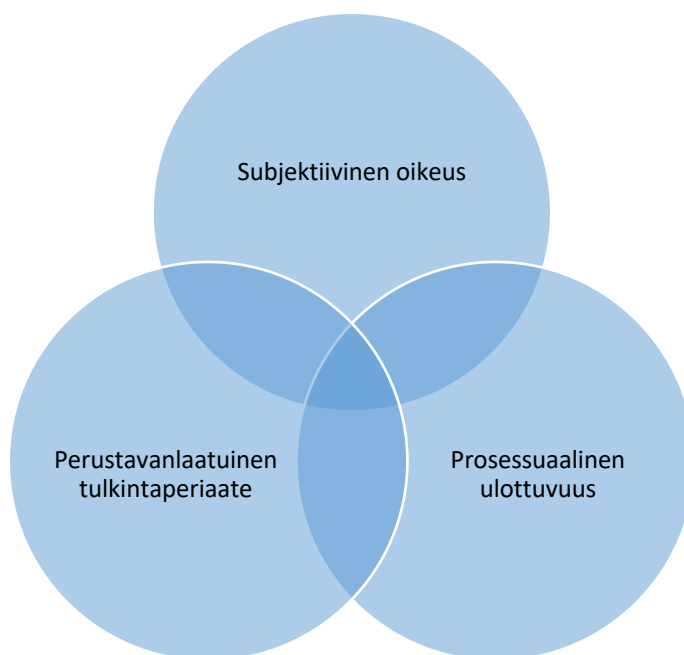 Subjektiivinen oikeus
Perustavanlaatuinen
tulkintaperiaate
Prosessuaalinen
ulottuvuus